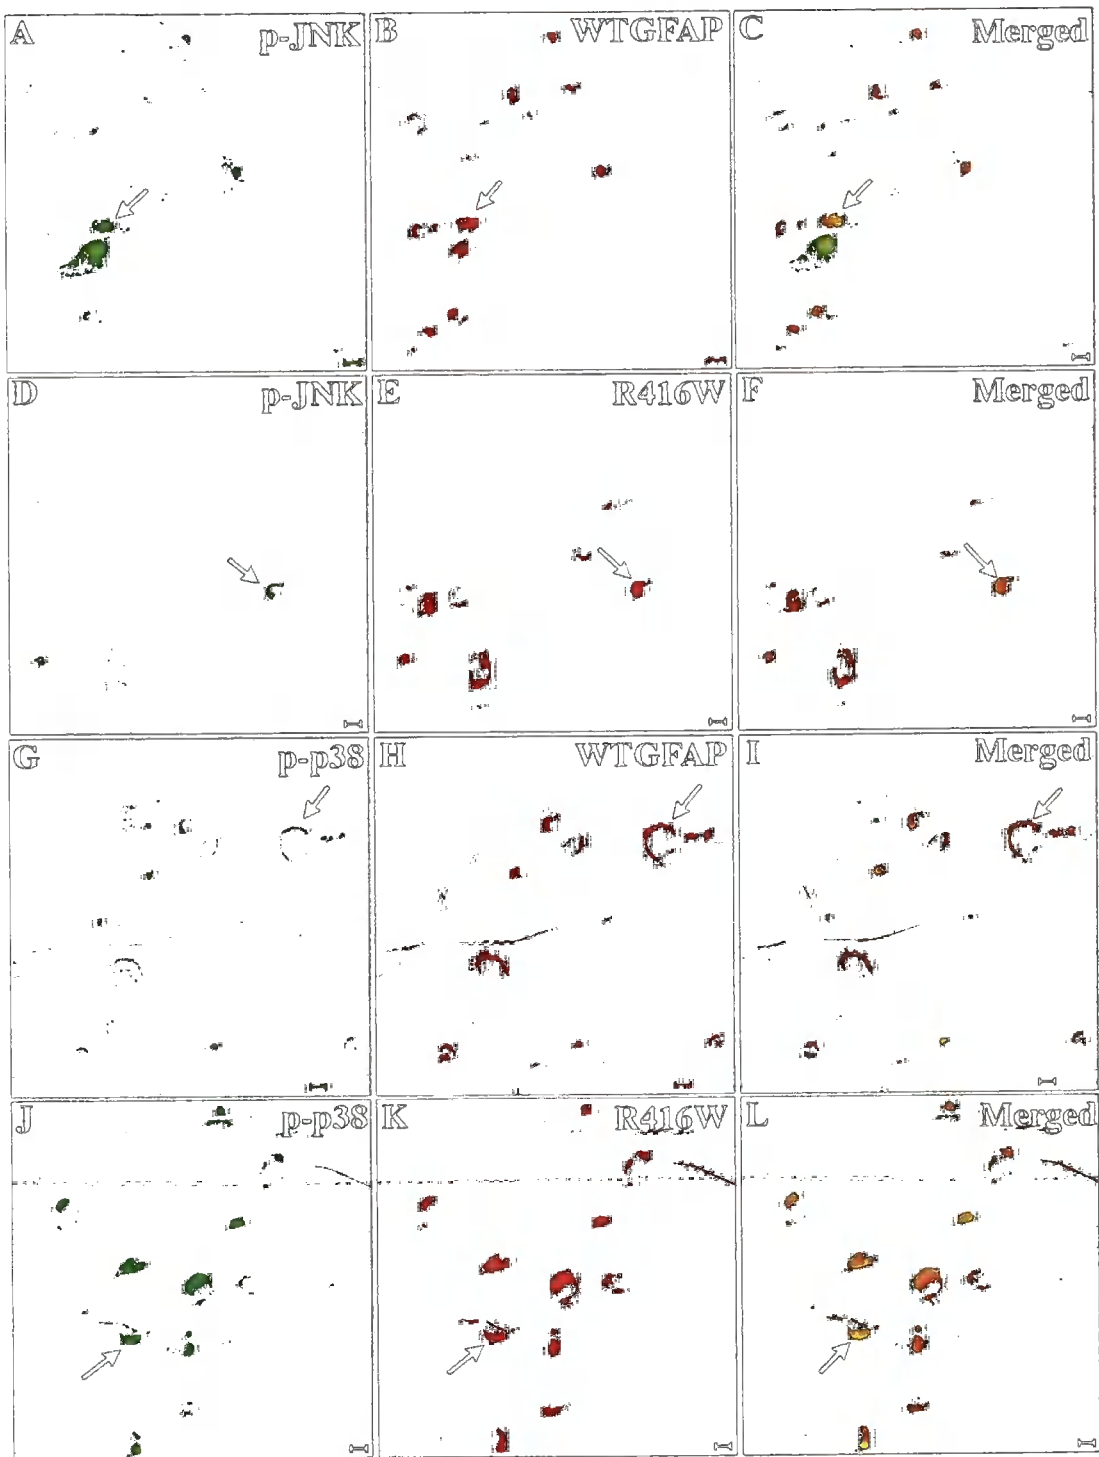 A p-JNK B WTGFAP C Merged
D p-JNK E R416W F Merged
G p-p38 H WTGFAP I Merged
J p-p38 K R416W L Merged